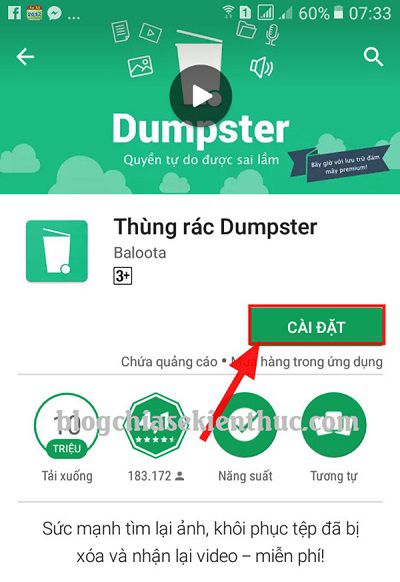 60% 07:33
Dumpster
Quyền tự do được sai lầm
Bây giờ với lưu trữ đám
mây premium!
Thùng rác Dumpster
Baloota
3+
CÀI ĐẶT
Chứa quảng cáo • Mua hàng trong ứng dụng
blogchiasekienthuc.com
10
TRIỆU
4,1
Tải xuống
183.172
Năng suất
Tương tự
Sức mạnh tìm lại ảnh, khôi phục tệp đã bị
xóa và nhận lại video – miễn phí!